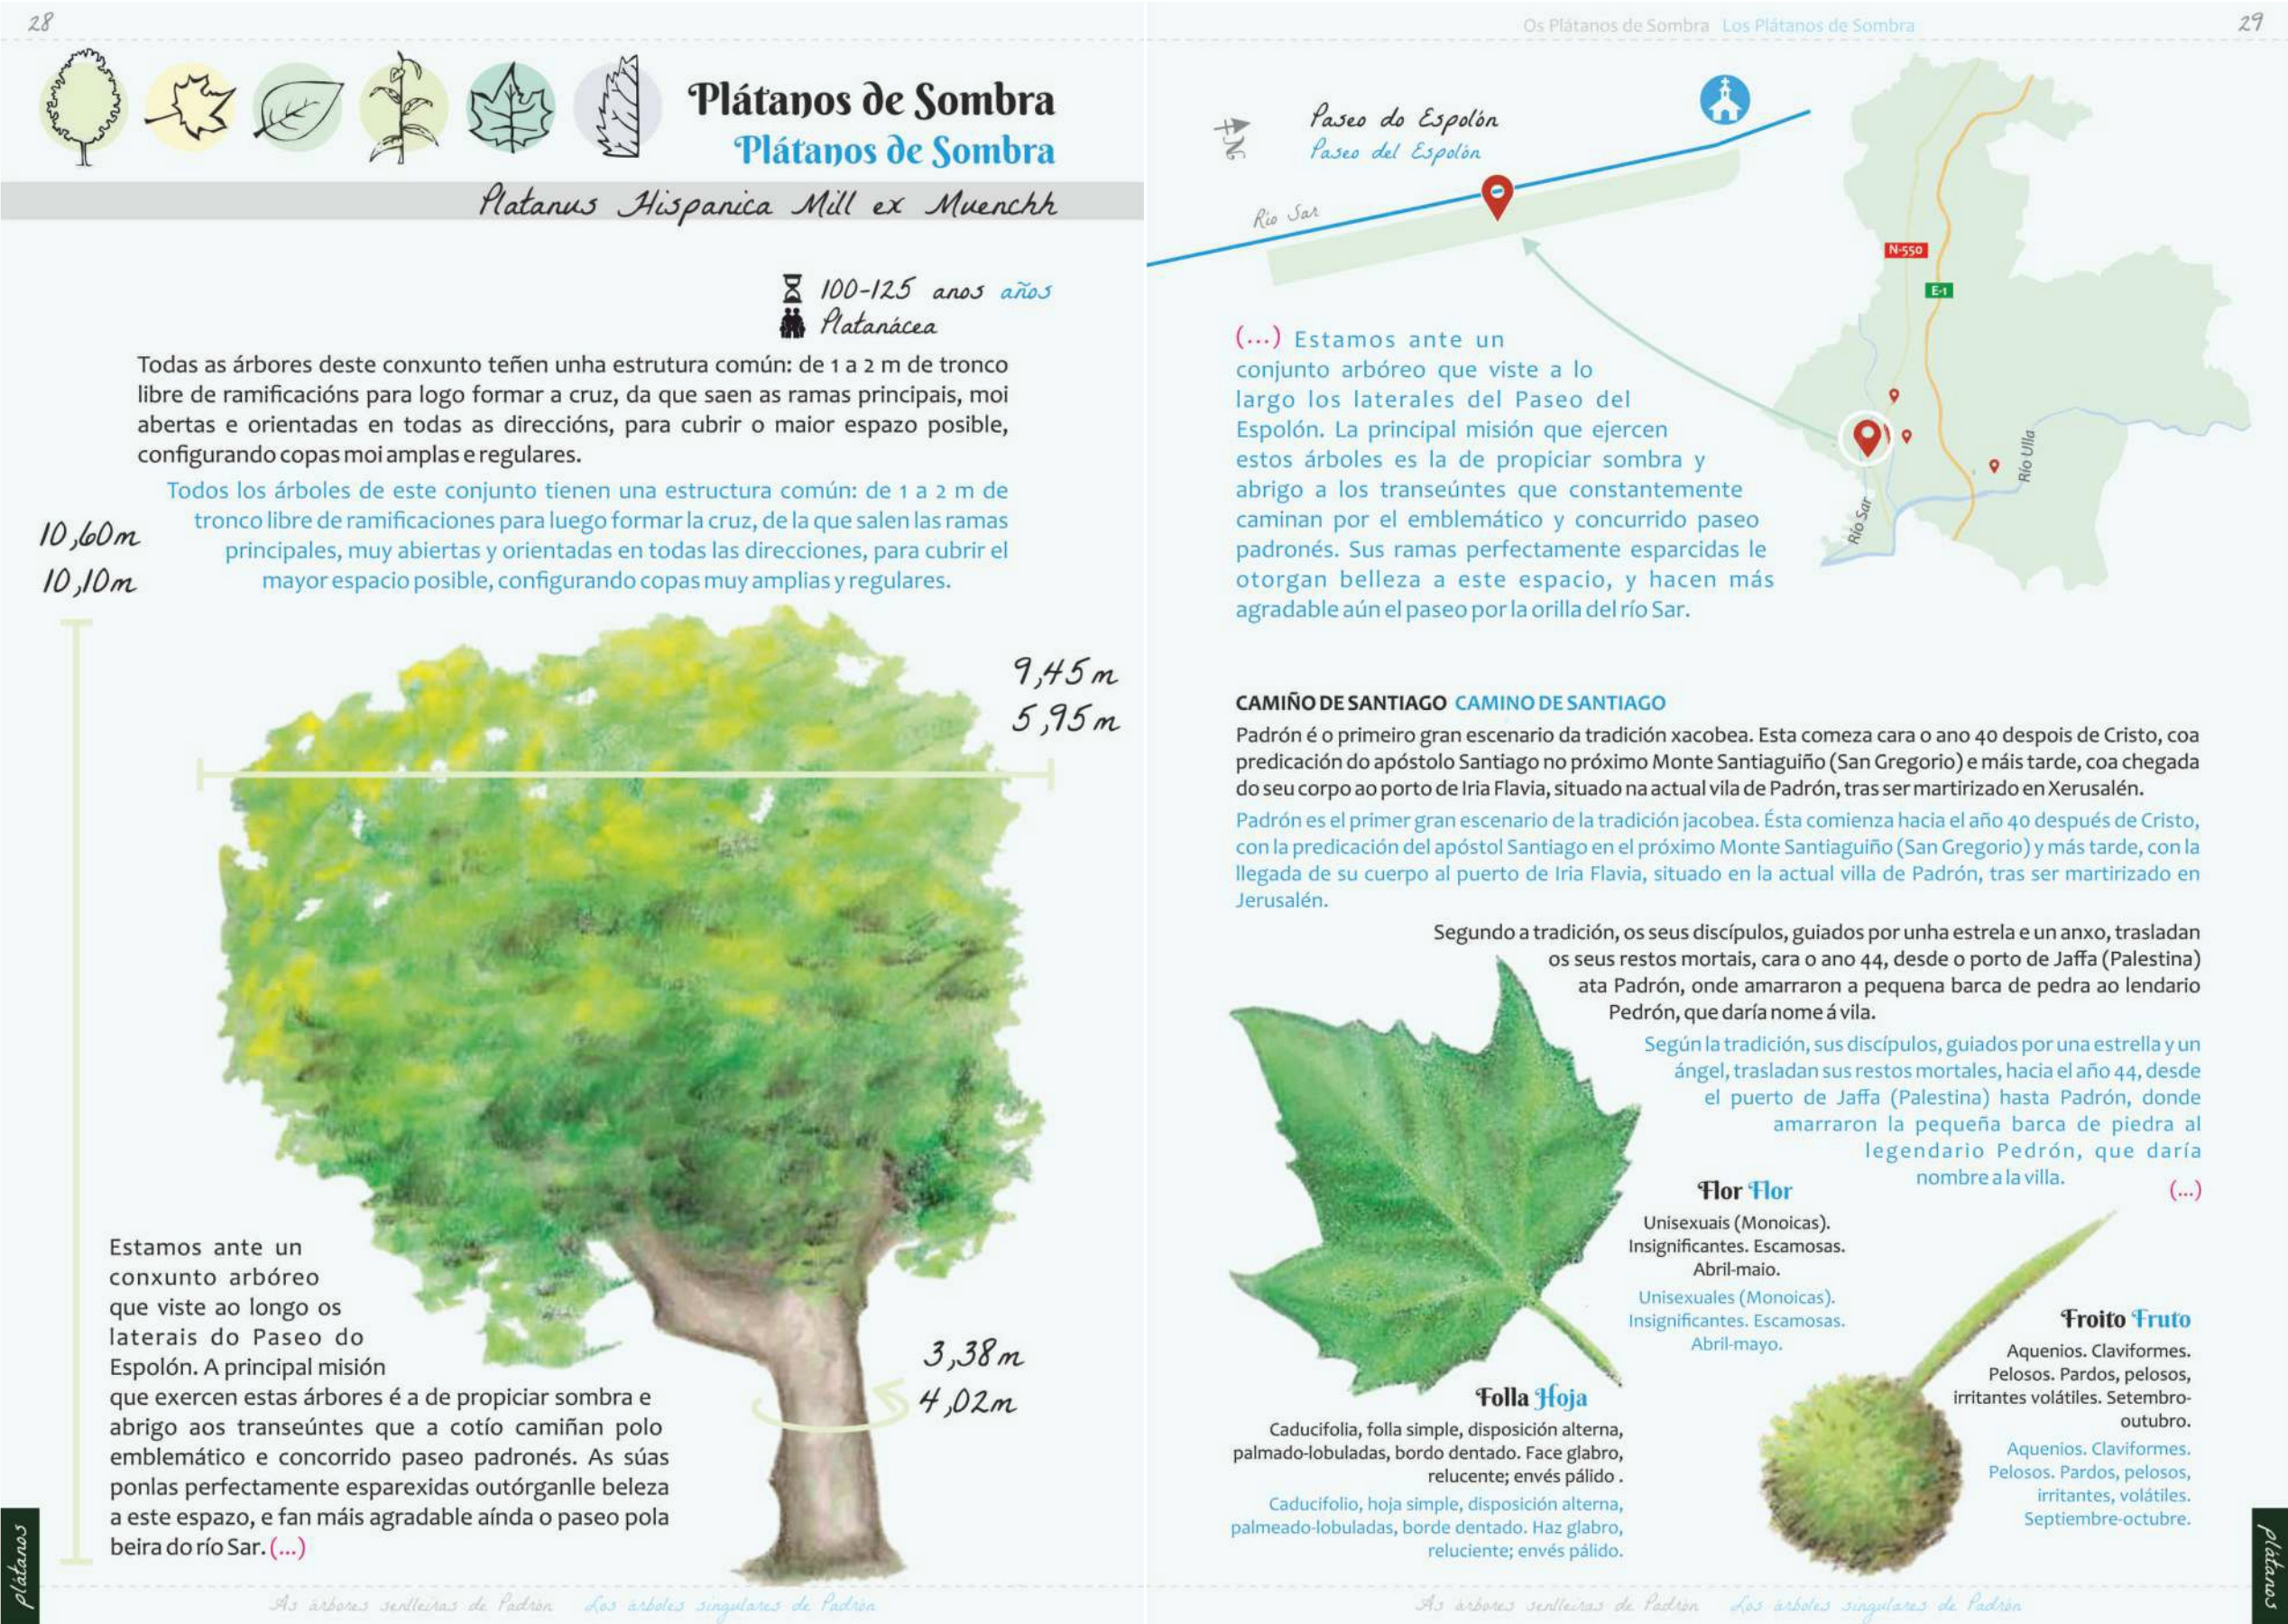 28
Plátanos de Sombra
Plátanos de Sombra
Platanus Hispanica Mill ex Muenchh
100-125 anos años
Platanácea
Todas as árbores deste conxunto teñen unha estrutura común: de 1 a 2 m de tronco
libre de ramificacións para logo formar a cruz, da que saen as ramas principais, moi
abertas e orientadas en todas as direccións, para cubrir o maior espazo posible,
configurando copas moi amplas e regulares.
Todos los árboles de este conjunto tienen una estructura común: de 1 a 2 m de
tronco libre de ramificaciones para luego formar la cruz, de la que salen las ramas
principales, muy abiertas y orientadas en todas las direcciones, para cubrir el
mayor espacio posible, configurando copas muy amplias y regulares.
10,60m
10,10m
9,45m
5,95m
Estamos ante un
conxunto arbóreo
que viste ao longo os
laterais do Paseo do
Espolón. A principal misión
que exercen estas árbores é a de propiciar sombra e
abrigo aos transeúntes que a cotío camiñan polo
emblemático e concorrido paseo padronés. As súas
ponlas perfectamente esparexidas outórganlle beleza
a este espazo, e fan máis agradable aínda o paseo pola
beira do río Sar. (...)
3,38m
4,02m
plátanos
As árbores senlleiras de Padrón Los árboles singulares de Padrón
Os Plátanos de Sombra Los Plátanos de Sombra
29
N
Paseo do Espolón
Paseo del Espolón
Río Sar
N-550
E-1
Río Ulla
Río Sar
(...) Estamos ante un
conjunto arbóreo que viste a lo
largo los laterales del Paseo del
Espolón. La principal misión que ejercen
estos árboles es la de propiciar sombra y
abrigo a los transeúntes que constantemente
caminan por el emblemático y concurrido paseo
padronés. Sus ramas perfectamente esparcidas le
otorgan belleza a este espacio, y hacen más
agradable aún el paseo por la orilla del río Sar.
CAMIÑO DE SANTIAGO CAMINO DE SANTIAGO
Padrón é o primeiro gran escenario da tradición xacobea. Esta comeza cara o ano 40 despois de Cristo, coa
predicación do apóstolo Santiago no próximo Monte Santiaguiño (San Gregorio) e máis tarde, coa chegada
do seu corpo ao porto de Iria Flavia, situado na actual vila de Padrón, tras ser martirizado en Xerusalén.
Padrón es el primer gran escenario de la tradición jacobea. Ésta comienza hacia el año 40 después de Cristo,
con la predicación del apóstol Santiago en el próximo Monte Santiaguiño (San Gregorio) y más tarde, con la
llegada de su cuerpo al puerto de Iria Flavia, situado en la actual villa de Padrón, tras ser martirizado en
Jerusalén.
Segundo a tradición, os seus discípulos, guiados por unha estrela e un anxo, trasladan
os seus restos mortais, cara o ano 44, desde o porto de Jaffa (Palestina)
ata Padrón, onde amarraron a pequena barca de pedra ao lendario
Pedrón, que daría nome á vila.
Según la tradición, sus discípulos, guiados por una estrella y un
ángel, trasladan sus restos mortales, hacia el año 44, desde
el puerto de Jaffa (Palestina) hasta Padrón, donde
amarraron la pequeña barca de piedra al
legendario Pedrón, que daría
nombre a la villa.
(...)
Flor Flor
Unisexuais (Monoicas).
Insignificantes. Escamosas.
Abril-maio.
Unisexuales (Monoicas).
Insignificantes. Escamosas.
Abril-mayo.
Folla Hoja
Caducifolia, folla simple, disposición alterna,
palmado-lobuladas, bordo dentado. Face glabro,
relucente; envés pálido .
Caducifolio, hoja simple, disposición alterna,
palmeado-lobuladas, borde dentado. Haz glabro,
reluciente; envés pálido.
Froito Fruto
Aquenios. Claviformes.
Pelosos. Pardos, pelosos,
irritantes volátiles. Setembro-
outubro.
Aquenios. Claviformes.
Pelosos. Pardos, pelosos,
irritantes, volátiles.
Septiembre-octubre.
plátanos
As árbores senlleiras de Padrón Los árboles singulares de Padrón